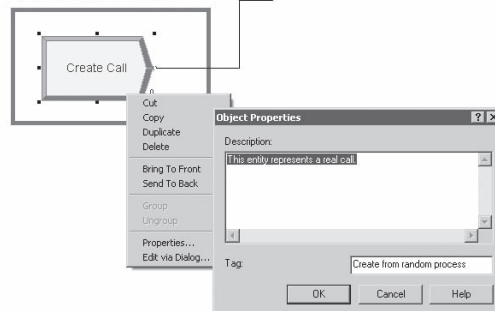 Create Call
0
Cut
Copy
Duplicate
Delete
Bring To Front
Send To Back
Group
Ungroup
Properties...
Edit via Dialog...
Object Properties
? X
Description:
This entity represents a real call.
Tag:
Create from random process
OK
Cancel
Help